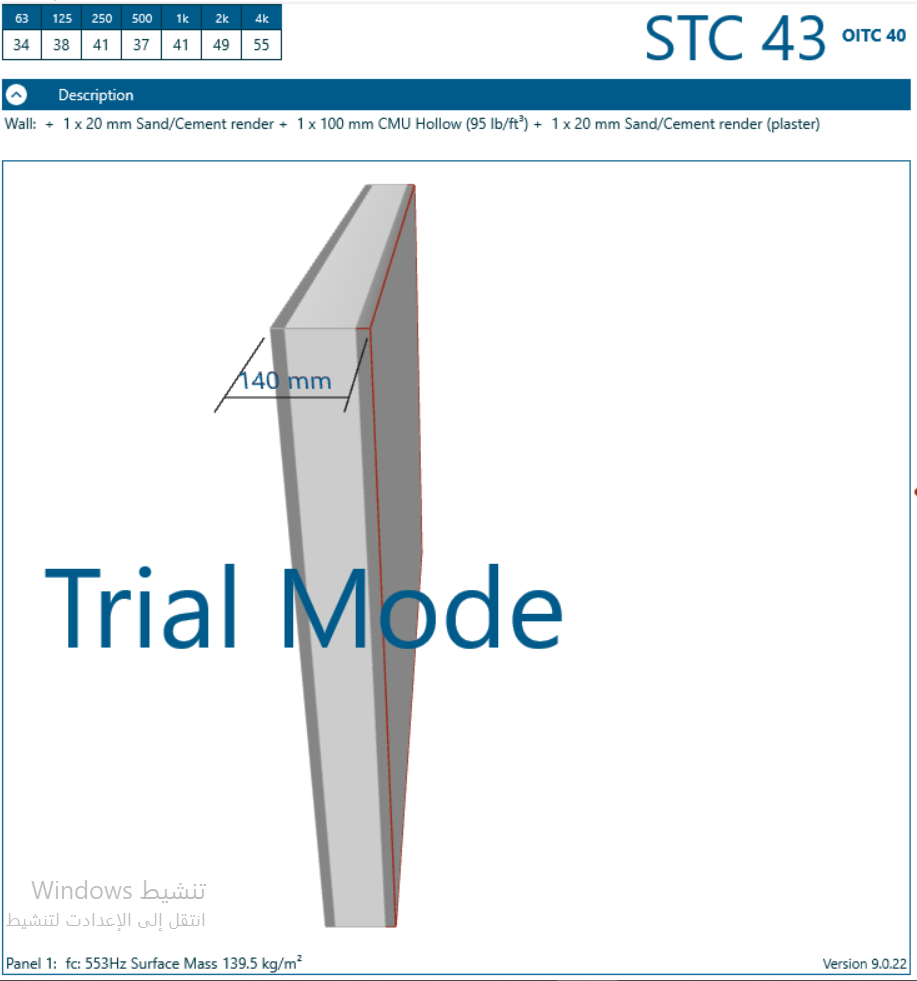 63 125 250 500 1k 2k 4k
34 38 41 37 41 49 55
STC 43 OITC 40
Description
Wall: + 1 x 20 mm Sand/Cement render + 1 x 100 mm CMU Hollow (95 lb/ft³) + 1 x 20 mm Sand/Cement render (plaster)
140 mm
Trial Mode
تنشيط Windows
انتقل إلى الإعدادت لتنشيط
Panel 1: fc: 553Hz Surface Mass 139.5 kg/m²
Version 9.0.22